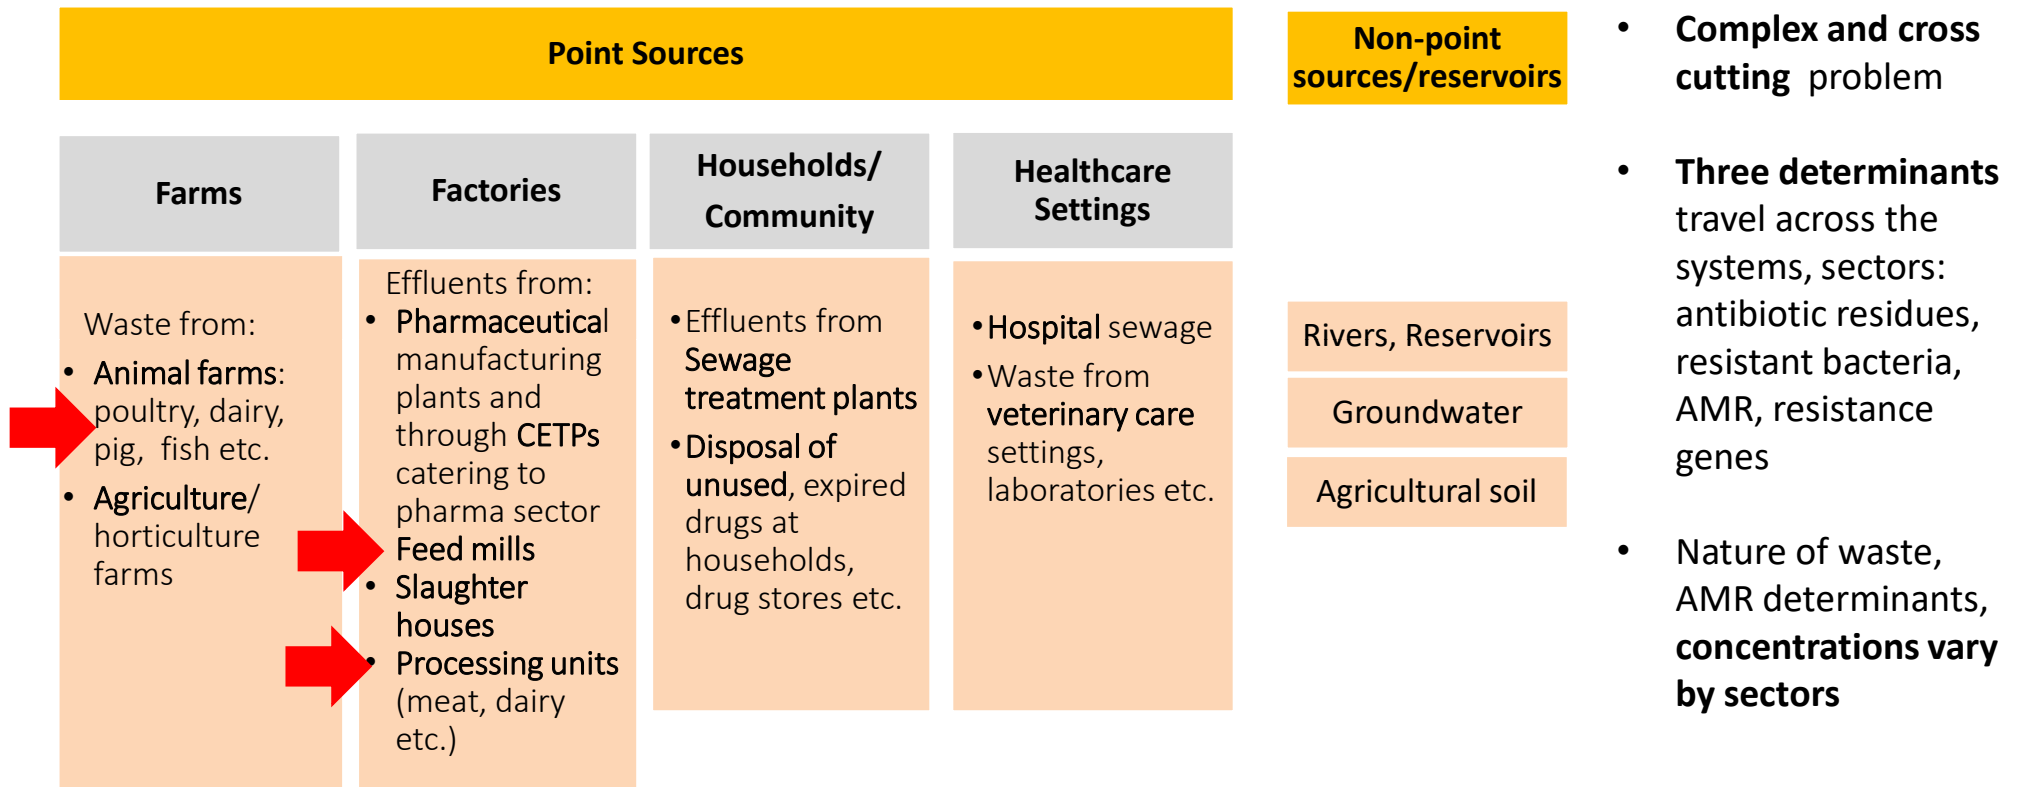 Point Sources
Non-point
sources/reservoirs
Farms
Waste from:
• Animal farms:
poultry, dairy,
pig, fish etc.
• Agriculture/
horticulture
farms
Factories
Effluents from:
• Pharmaceutical
manufacturing
plants and
through CETPs
catering to
pharma sector
Feed mills
• Slaughter
houses
• Processing units
(meat, dairy
etc.)
Households/
Community
•Effluents from
Sewage
treatment plants
•Disposal of
unused, expired
drugs at
households,
drug stores etc.
Healthcare
Settings
•Hospital sewage
•Waste from
veterinary care
settings,
laboratories etc.
Rivers, Reservoirs
Groundwater
Agricultural soil
• Complex and cross
cutting problem
• Three determinants
travel across the
systems, sectors:
antibiotic residues,
resistant bacteria,
AMR, resistance
genes
• Nature of waste,
AMR determinants,
concentrations vary
by sectors